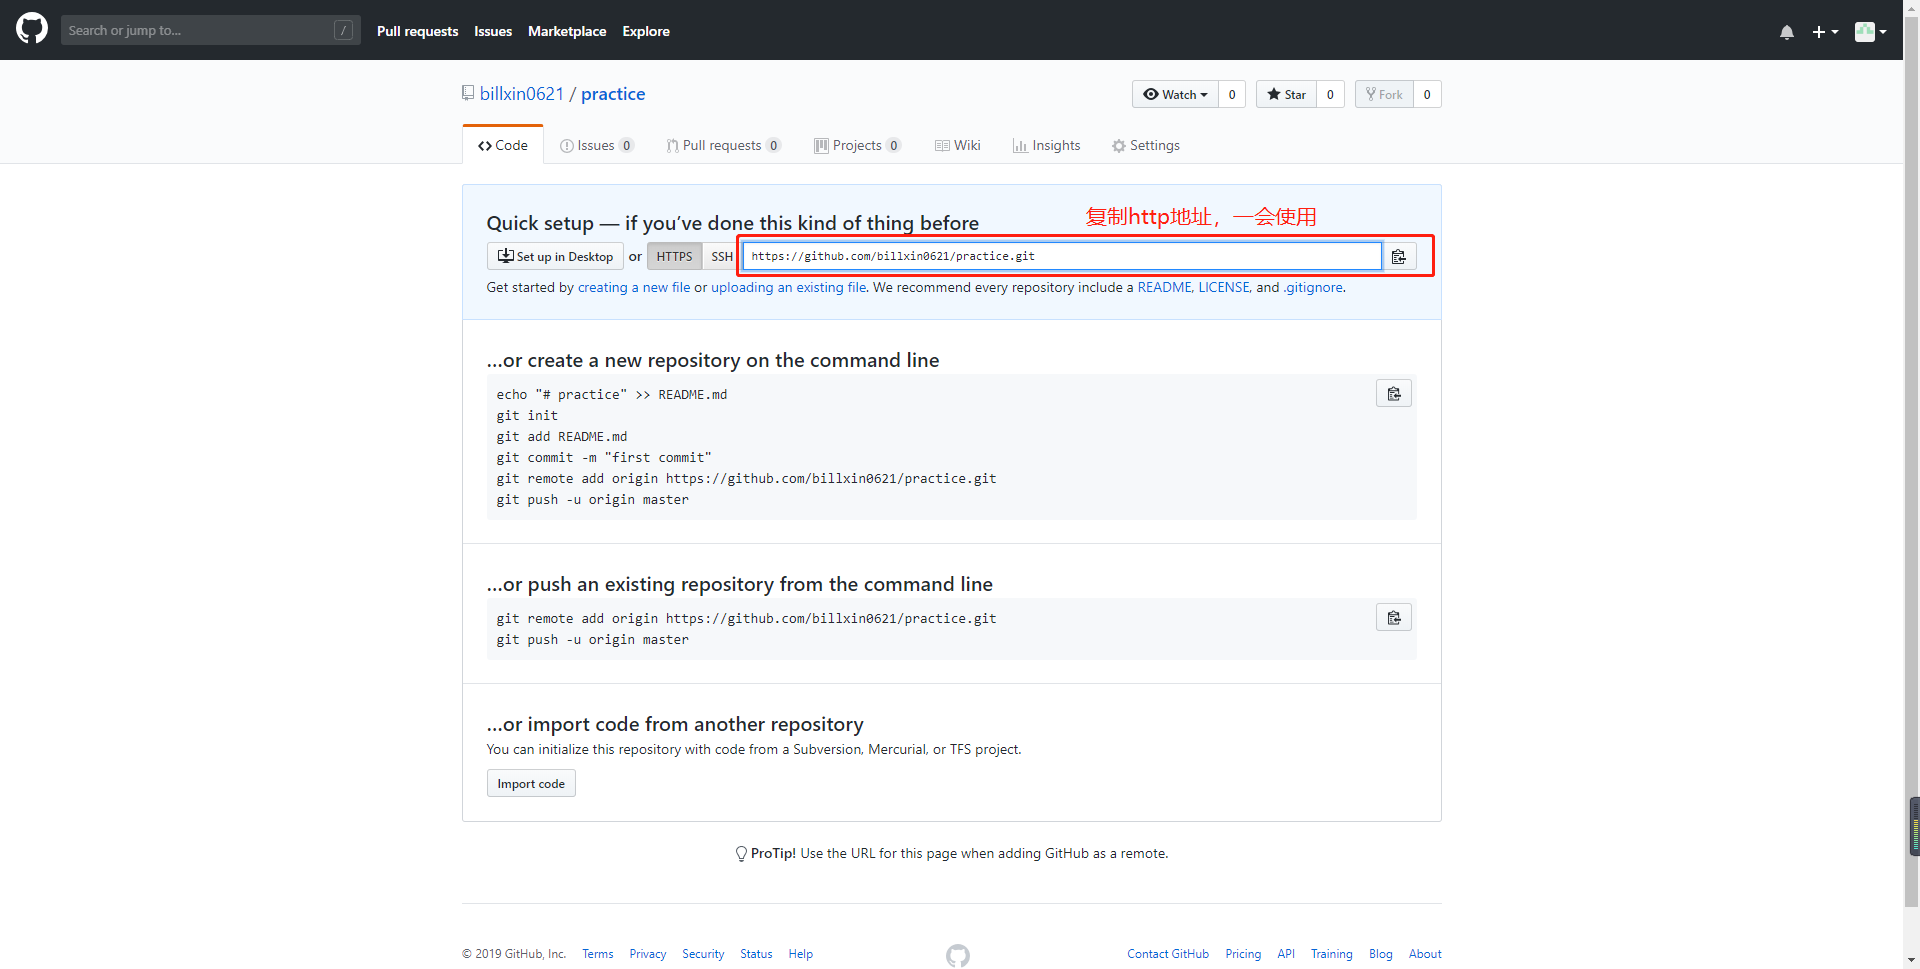 Search or jump to... /
Pull requests Issues Marketplace Explore
billxin0621 / practice
Watch 0 Star 0 Fork 0
Code Issues 0 Pull requests 0 Projects 0 Wiki Insights Settings
Quick setup — if you’ve done this kind of thing before
复制http地址，一会使用
Set up in Desktop or HTTPS SSH https://github.com/billxin0621/practice.git
Get started by creating a new file or uploading an existing file. We recommend every repository include a README, LICENSE, and .gitignore.
…or create a new repository on the command line
echo "# practice" >> README.md
git init
git add README.md
git commit -m "first commit"
git remote add origin https://github.com/billxin0621/practice.git
git push -u origin master
…or push an existing repository from the command line
git remote add origin https://github.com/billxin0621/practice.git
git push -u origin master
…or import code from another repository
You can initialize this repository with code from a Subversion, Mercurial, or TFS project.
Import code
ProTip! Use the URL for this page when adding GitHub as a remote.
© 2019 GitHub, Inc. Terms Privacy Security Status Help
Contact GitHub Pricing API Training Blog About